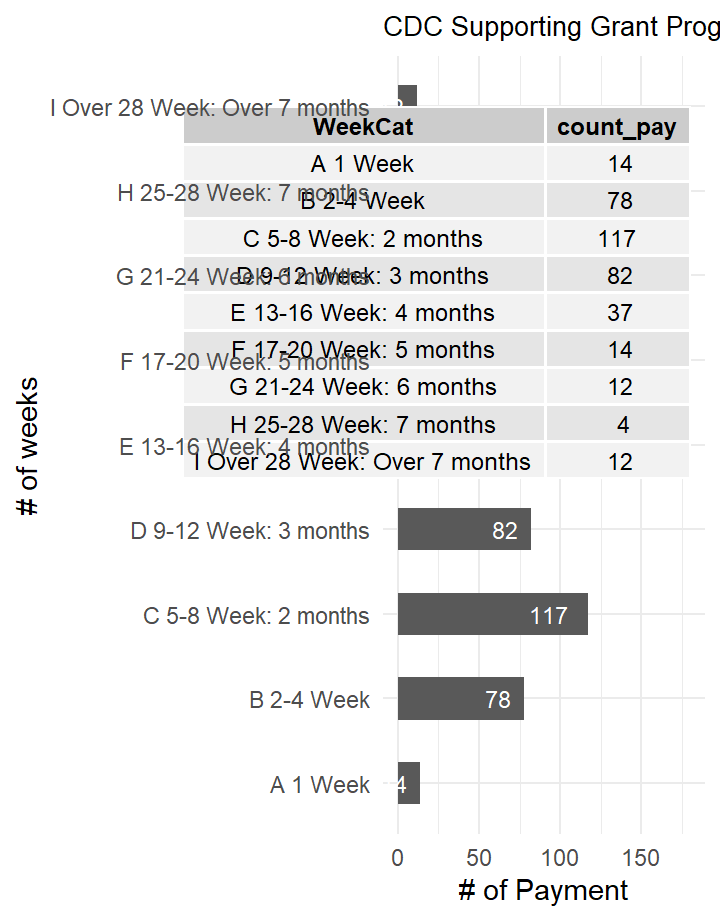 CDC Supporting Grant Prog
I Over 28 Week: Over 7 months
WeekCat count_pay
A 1 Week 14
H 25-28 Week: 7 months
B 2-4 Week 78
C 5-8 Week: 2 months 117
G 21-24 Week: 6 months
D 9-12 Week: 3 months 82
E 13-16 Week: 4 months 37
F 17-20 Week: 5 months 14
F 17-20 Week: 5 months
G 21-24 Week: 6 months 12
H 25-28 Week: 7 months 4
E 13-16 Week: 4 months
I Over 28 Week: Over 7 months 12
# of weeks
D 9-12 Week: 3 months 82
C 5-8 Week: 2 months 117
B 2-4 Week 78
A 1 Week 4
0 50 100 150
# of Payment